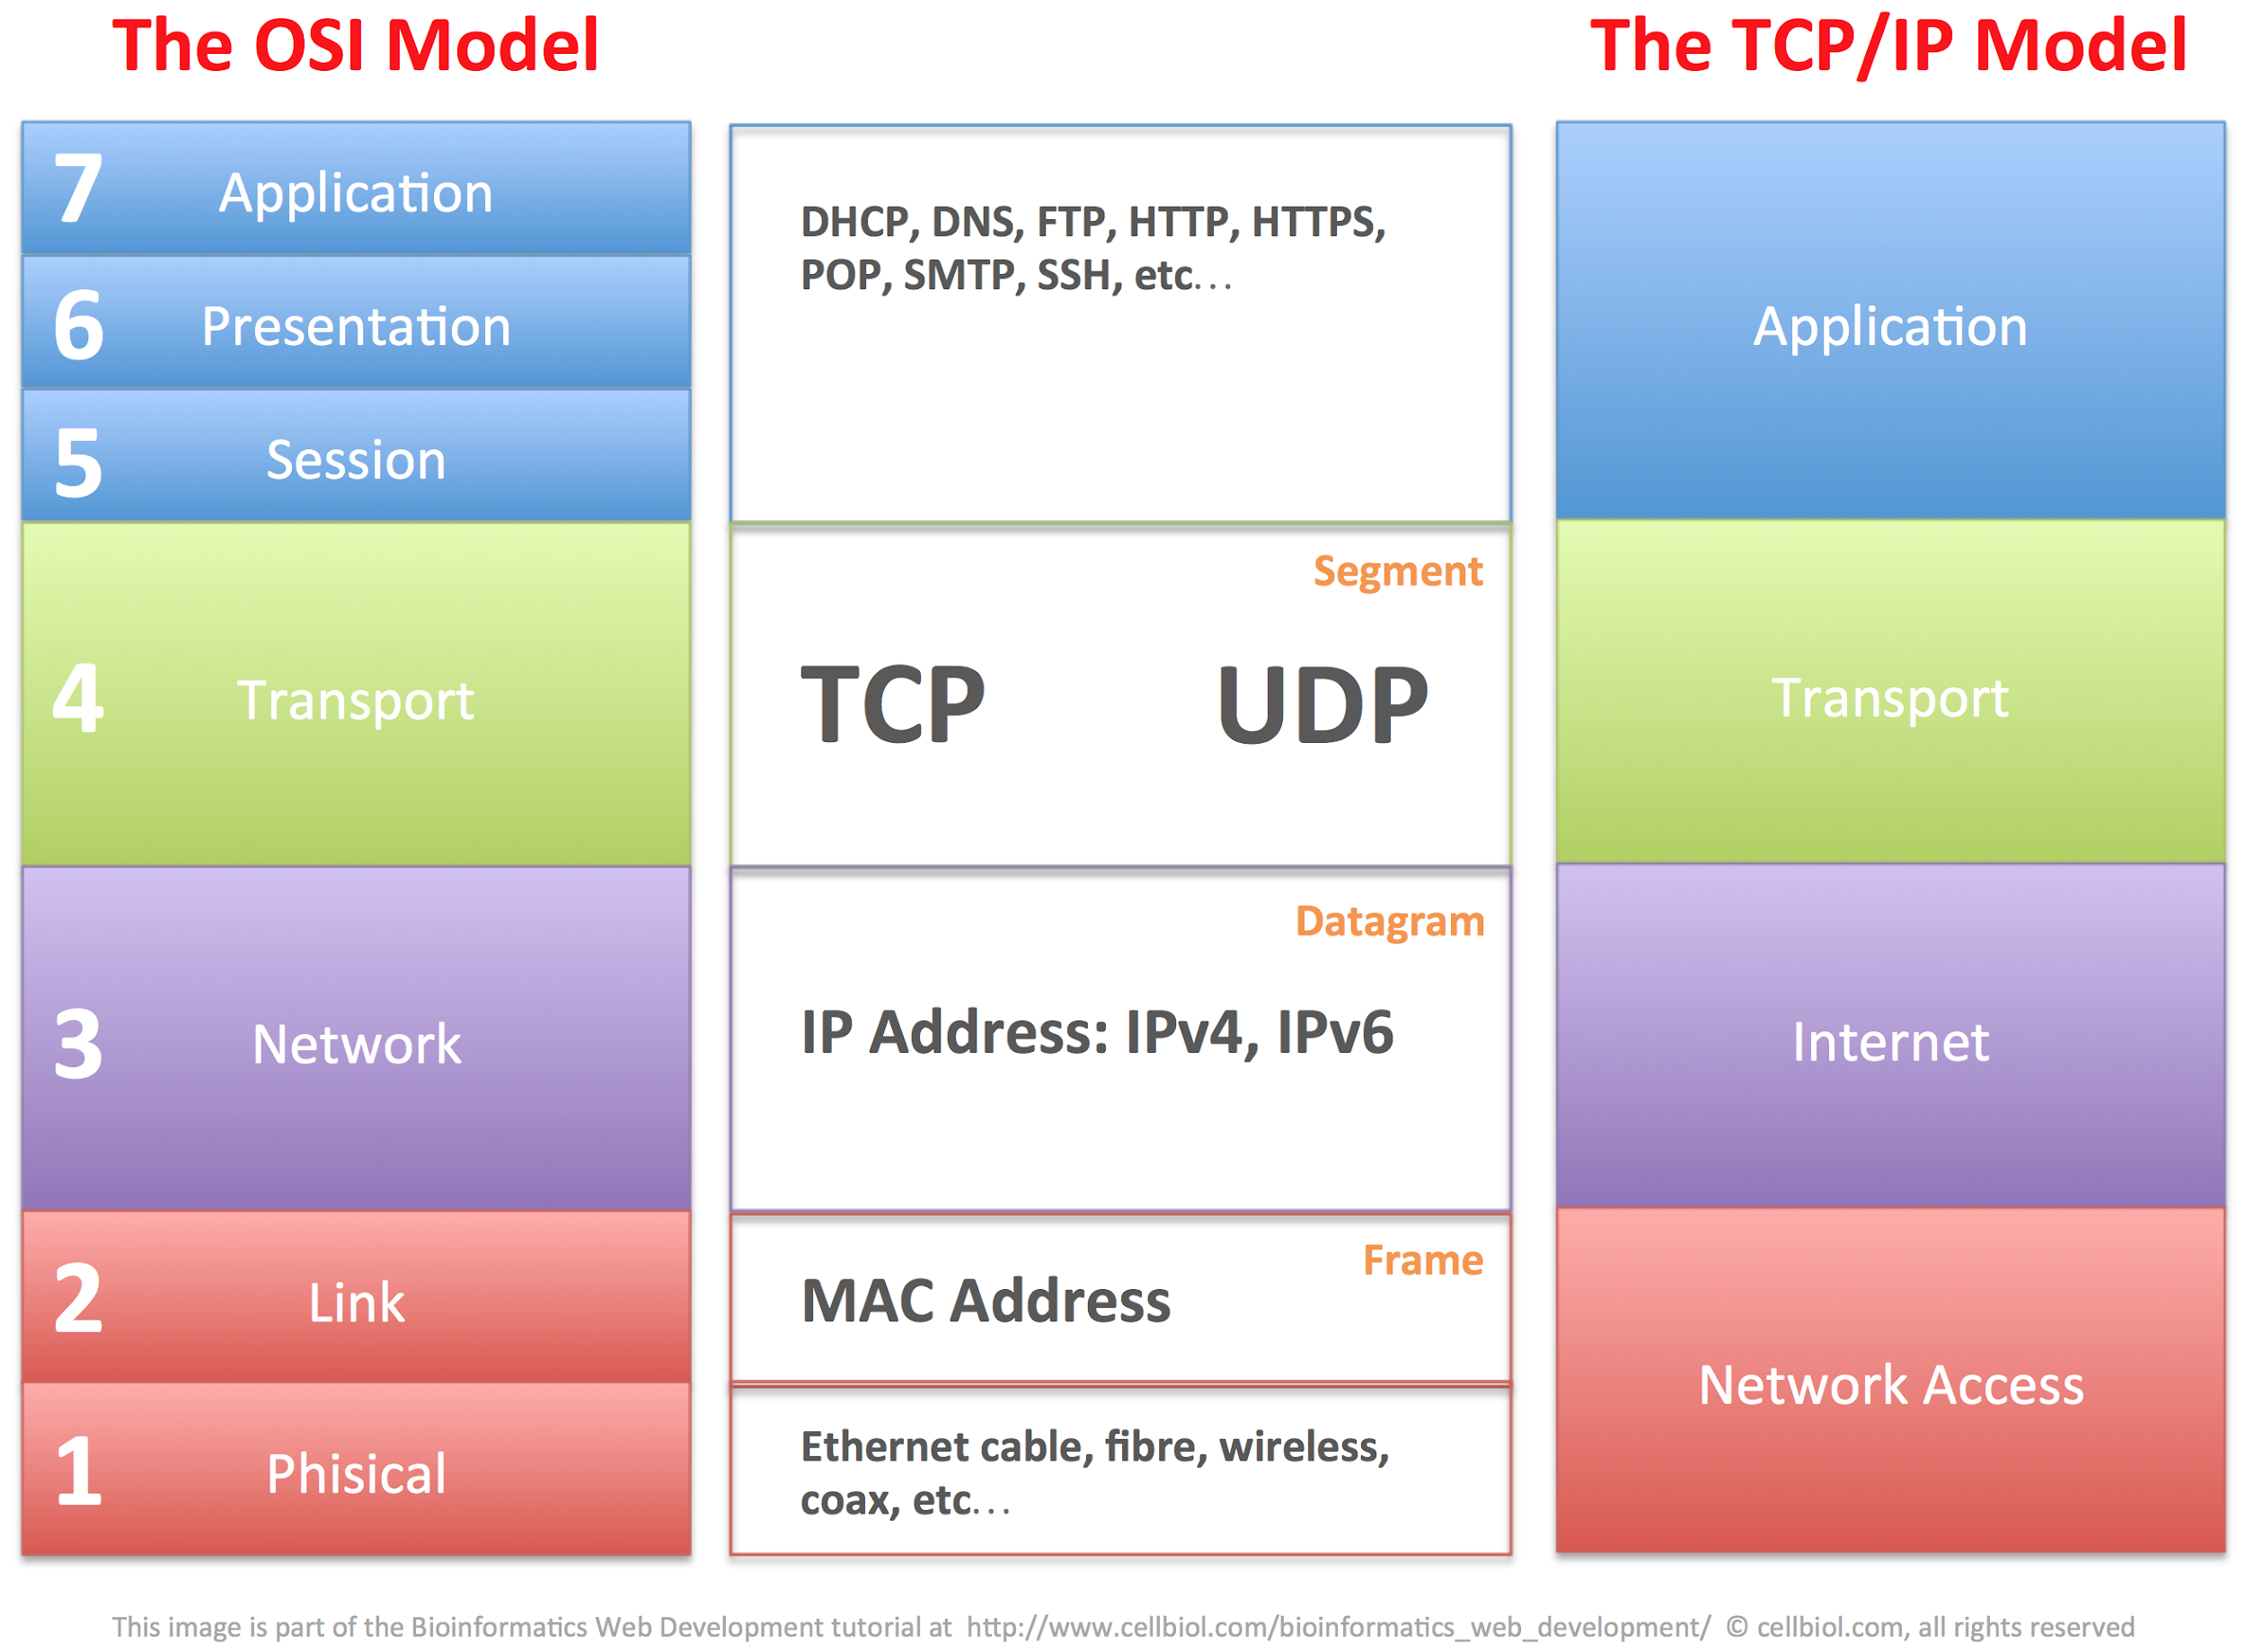 The OSI Model
The TCP/IP Model
7 Application
6 Presentation
5 Session
4 Transport
3 Network
2 Link
1 Phisical
DHCP, DNS, FTP, HTTP, HTTPS,
POP, SMTP, SSH, etc…
Segment
TCP UDP
Datagram
IP Address: IPv4, IPv6
Frame
MAC Address
Ethernet cable, fibre, wireless,
coax, etc…
Application
Transport
Internet
Network Access
This image is part of the Bioinformatics Web Development tutorial at http://www.cellbiol.com/bioinformatics_web_development/ © cellbiol.com, all rights reserved